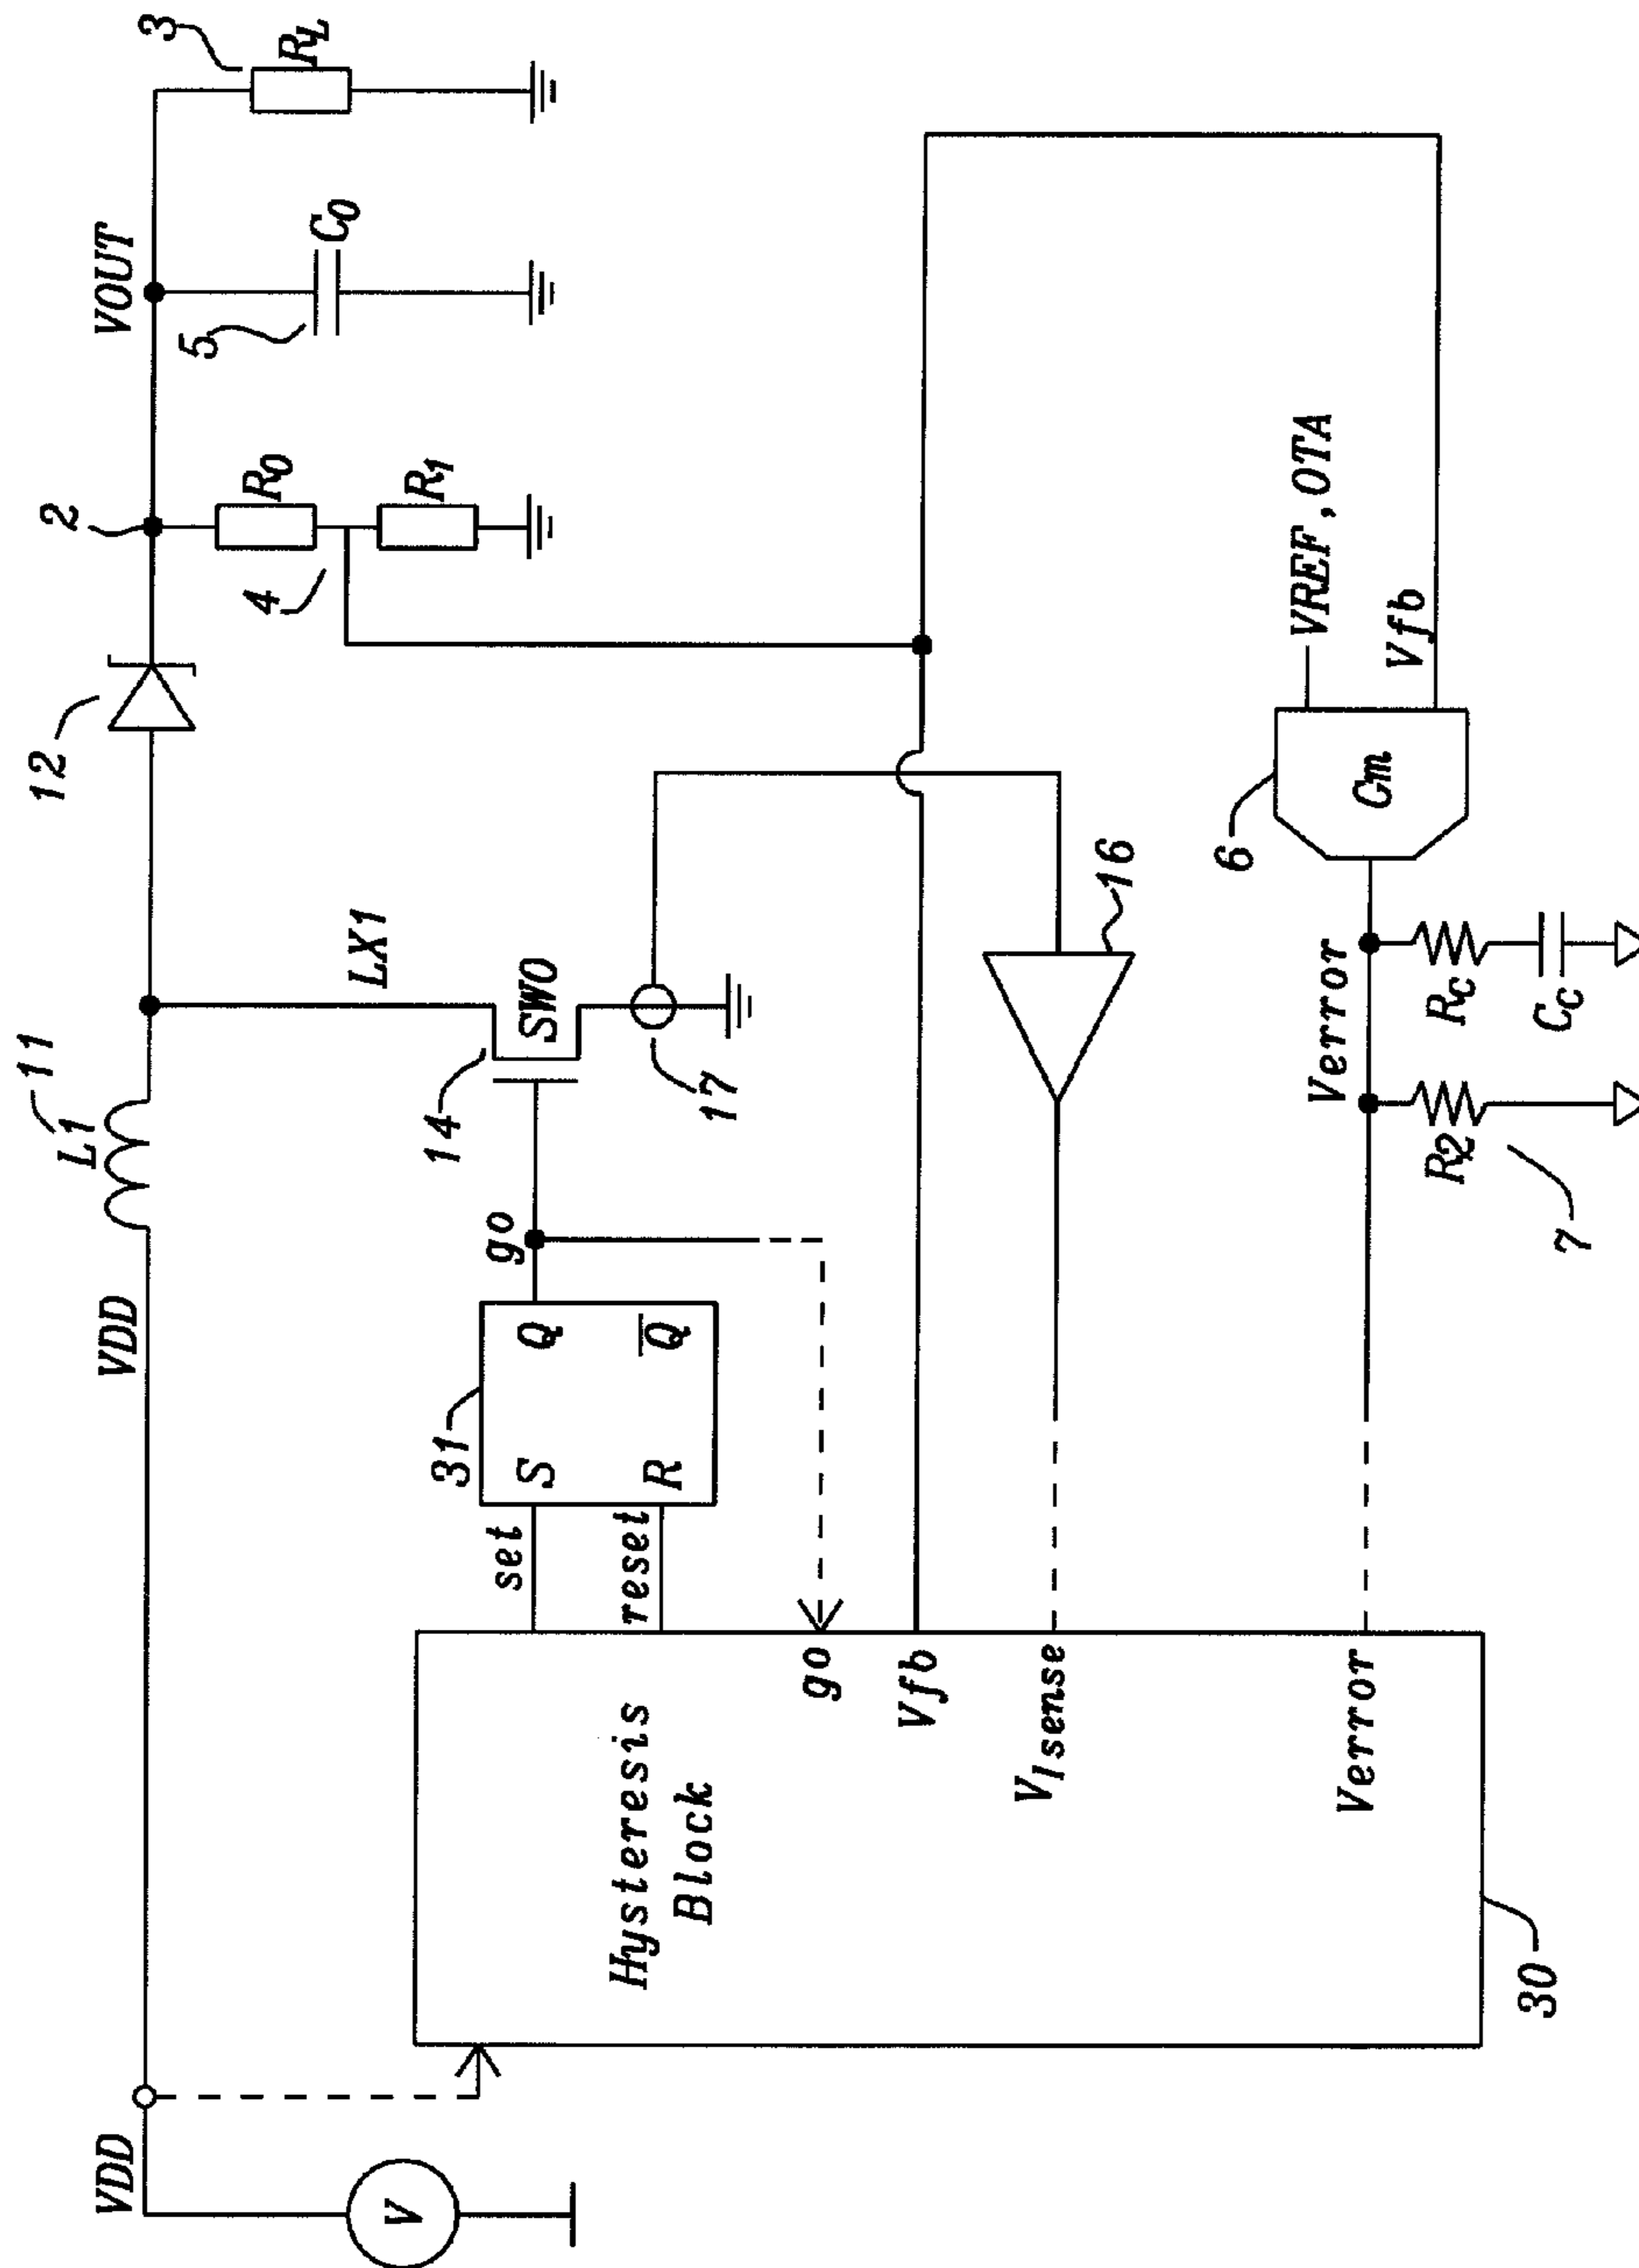 VDD
V
VDD
L1
11
12
2
VOUT
3
RL
5
C0
R0
4
R1
LX1
14
SW0
17
go
31
S
Q
R
Q
set
reset
Hysteresis
Block
go
Vfb
VIsense
Verror
30
16
VREF,OTA
Vfb
6
Gm
Verror
Rc
Cc
R2
7